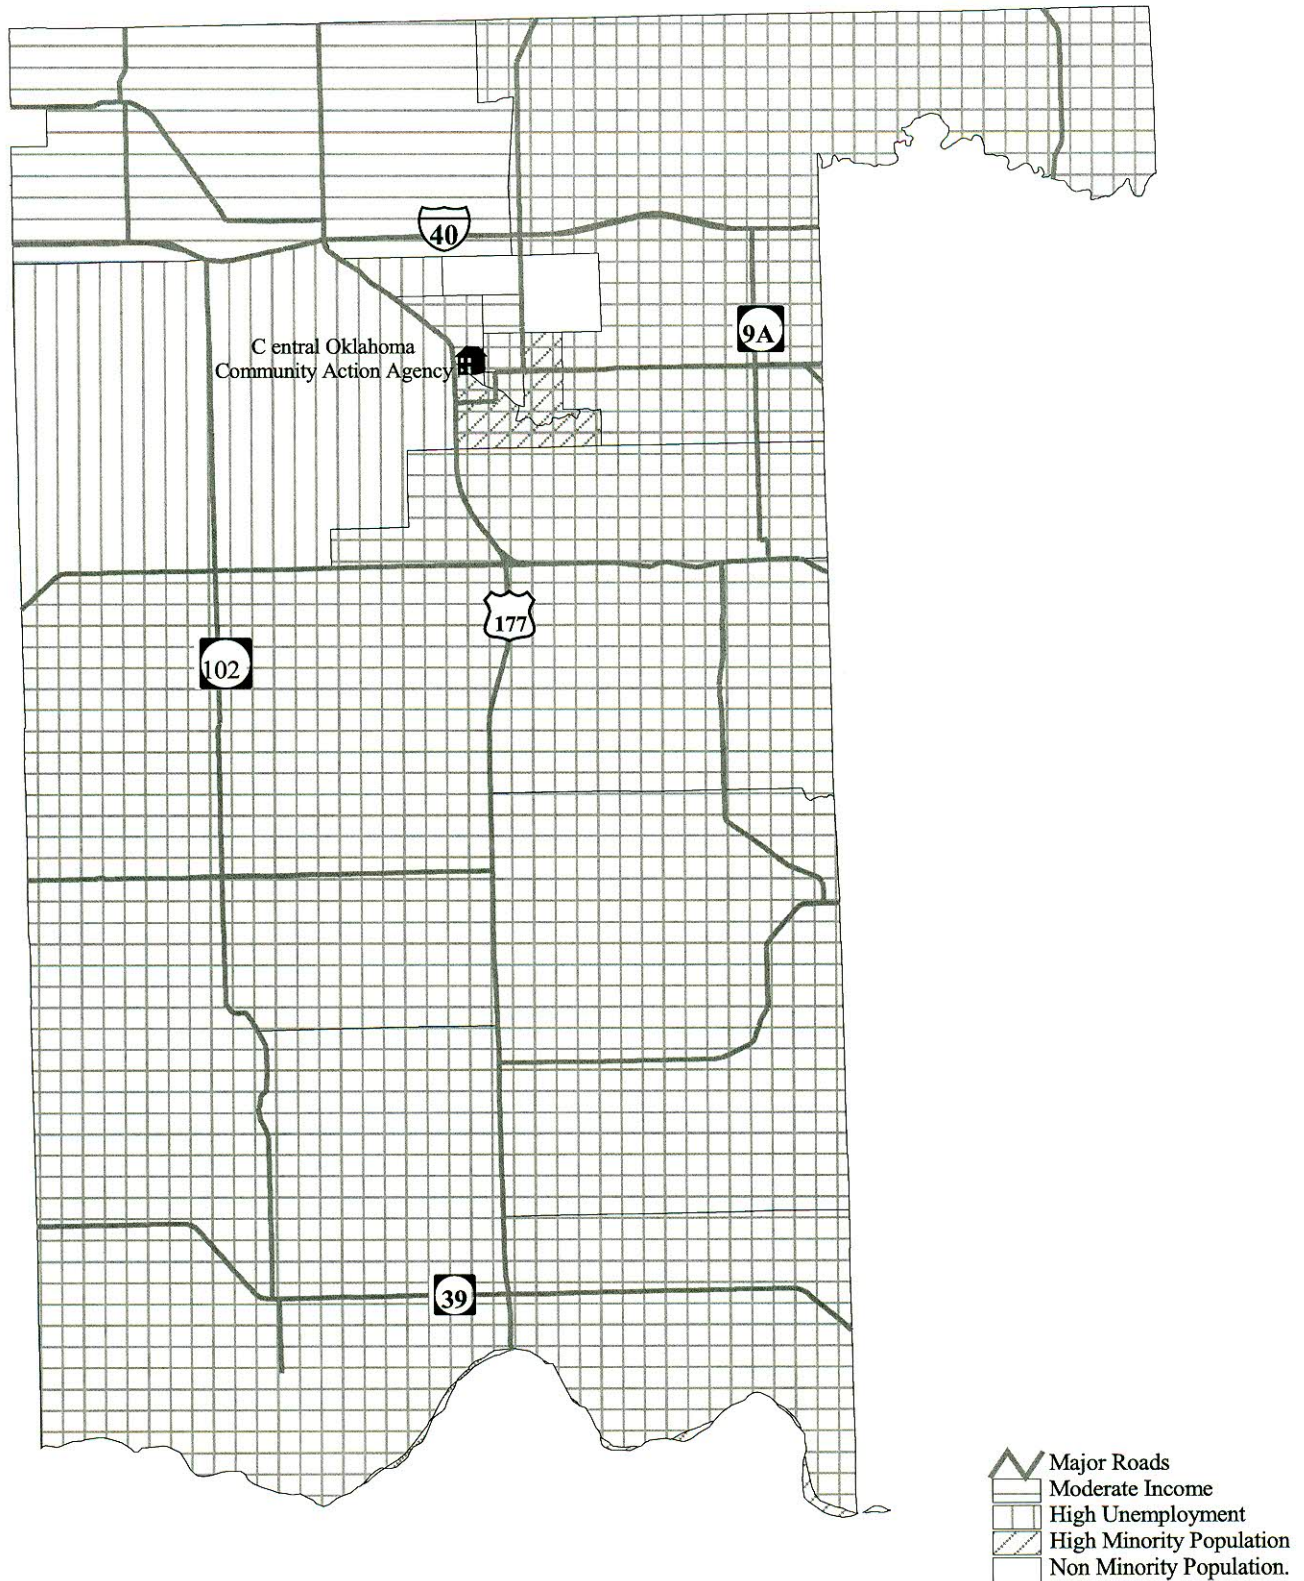 40
9A
C entral Oklahoma
Community Action Agency
177
102
39
Major Roads
Moderate Income
High Unemployment
High Minority Population
Non Minority Population.